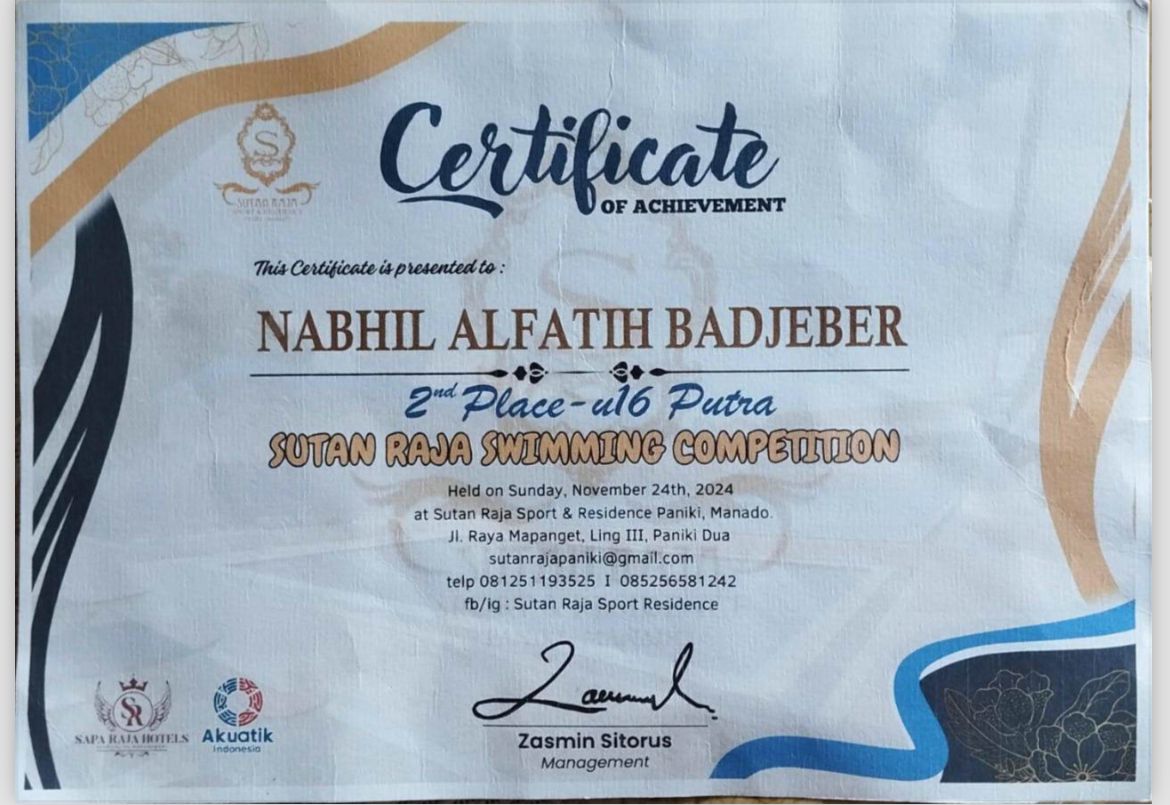 S
SUTAN RAJA
Certificate
OF ACHIEVEMENT
This Certificate is presented to :
NABHIL ALFATIH BADJEBER
2nd Place - u16 Putra
SUTAN RAJA SWIMMING COMPETITION
Held on Sunday, November 24th, 2024
at Sutan Raja Sport & Residence Paniki, Manado.
Jl. Raya Mapanget, Ling III, Paniki Dua
sutanrajapaniki@gmail.com
telp 081251193525 I 085256581242
fb/ig : Sutan Raja Sport Residence
SR
SAPA RAJA HOTELS
Akuatik
Indonesia
Zasmin Sitorus
Management